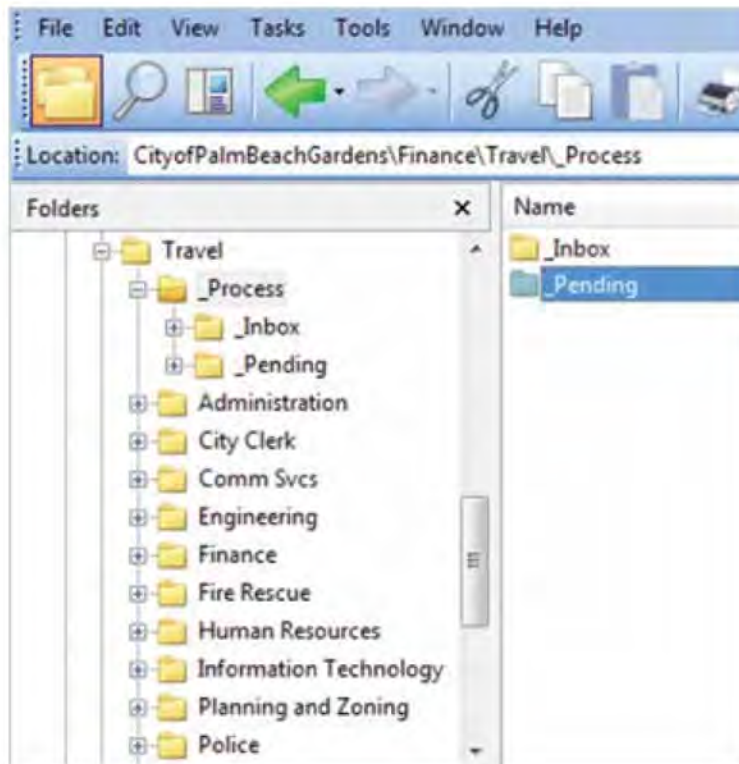 File Edit View Tasks Tools Window Help
Location: CityofPalmBeachGardens\Finance\Travel\_Process
Folders
Travel
_Process
_Inbox
_Pending
Administration
City Clerk
Comm Svcs
Engineering
Finance
Fire Rescue
Human Resources
Information Technology
Planning and Zoning
Police
Name
_Inbox
_Pending